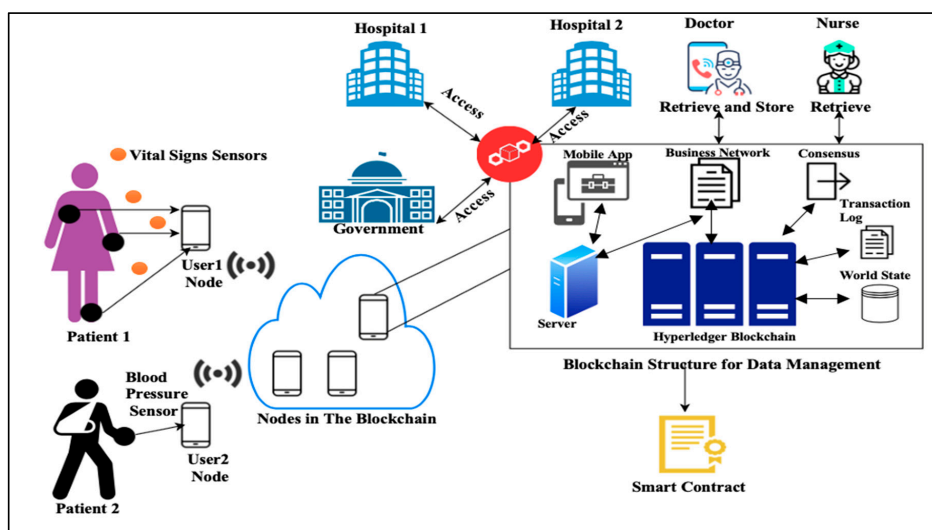 Hospital 1
Hospital 2
Doctor
Nurse
Access
Access
Retrieve and Store
Retrieve
Vital Signs Sensors
Mobile App
Business Network
Consensus
Transaction
Log
Government
Access
User1
Node
World State
Patient 1
Server
Hyperledger Blockchain
Blockchain Structure for Data Management
Blood
Pressure
Sensor
Nodes in The Blockchain
User2
Node
Patient 2
Smart Contract